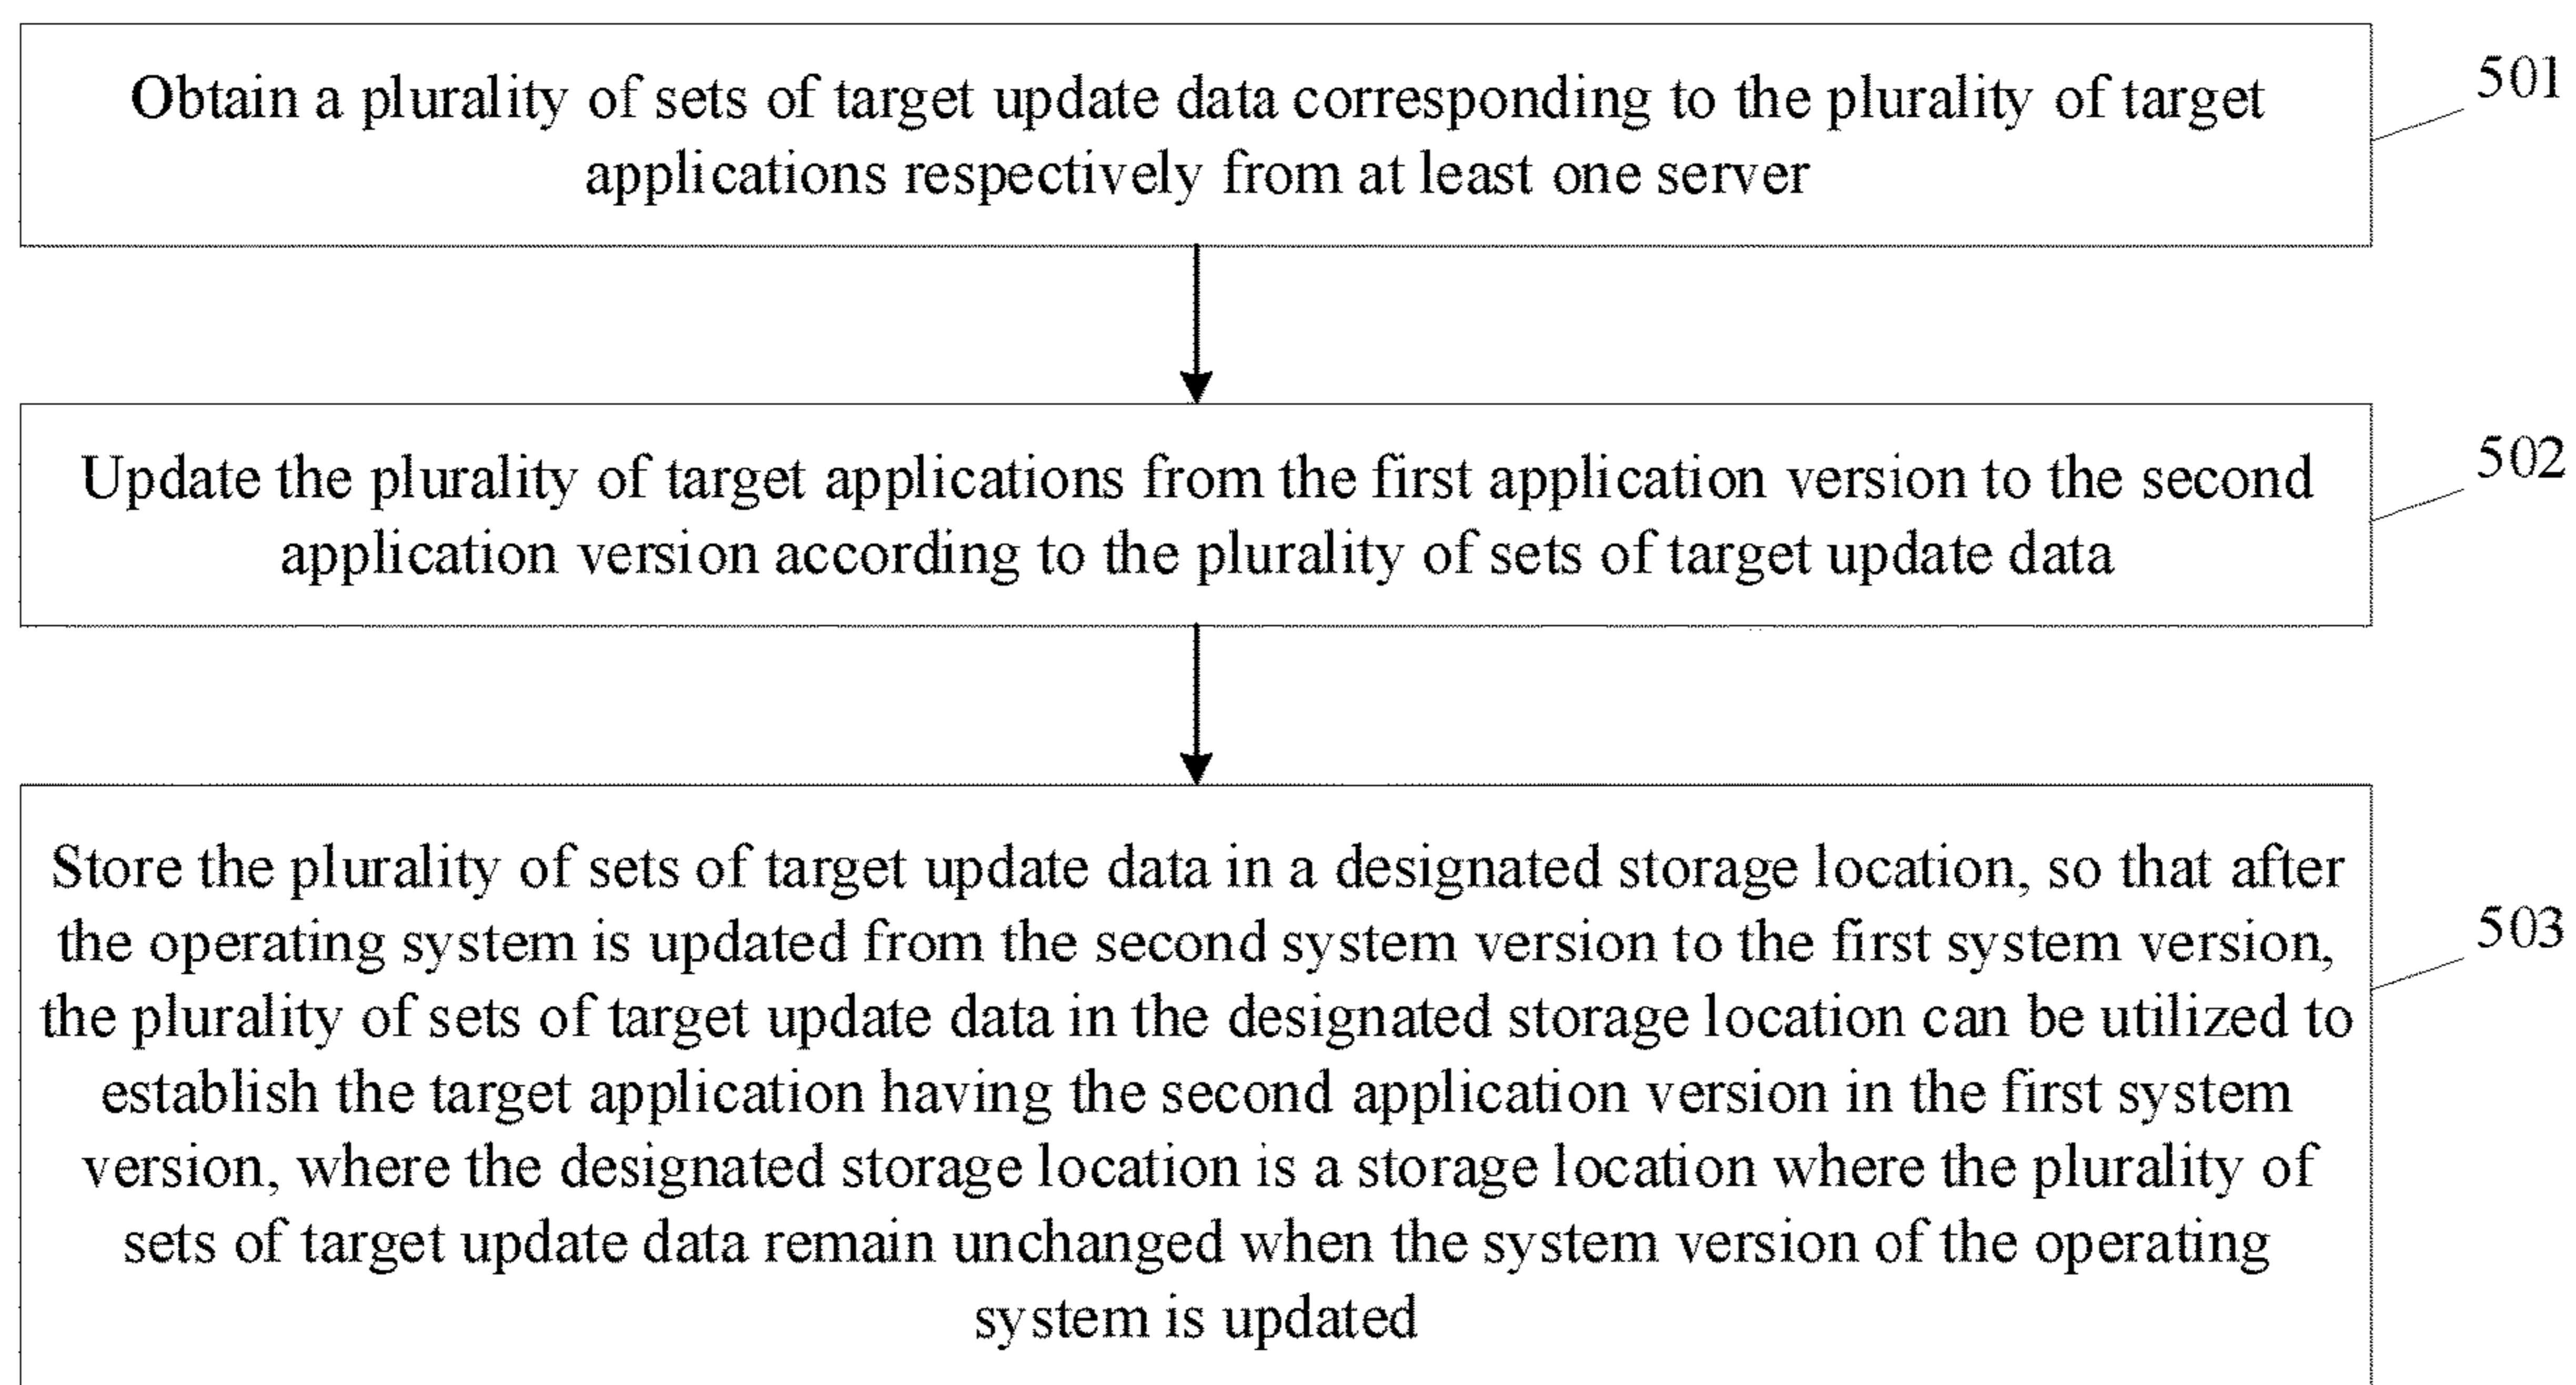 Obtain a plurality of sets of target update data corresponding to the plurality of target
applications respectively from at least one server
501
Update the plurality of target applications from the first application version to the second
application version according to the plurality of sets of target update data
502
Store the plurality of sets of target update data in a designated storage location, so that after
the operating system is updated from the second system version to the first system version,
the plurality of sets of target update data in the designated storage location can be utilized to
establish the target application having the second application version in the first system
version, where the designated storage location is a storage location where the plurality of
sets of target update data remain unchanged when the system version of the operating
system is updated
503